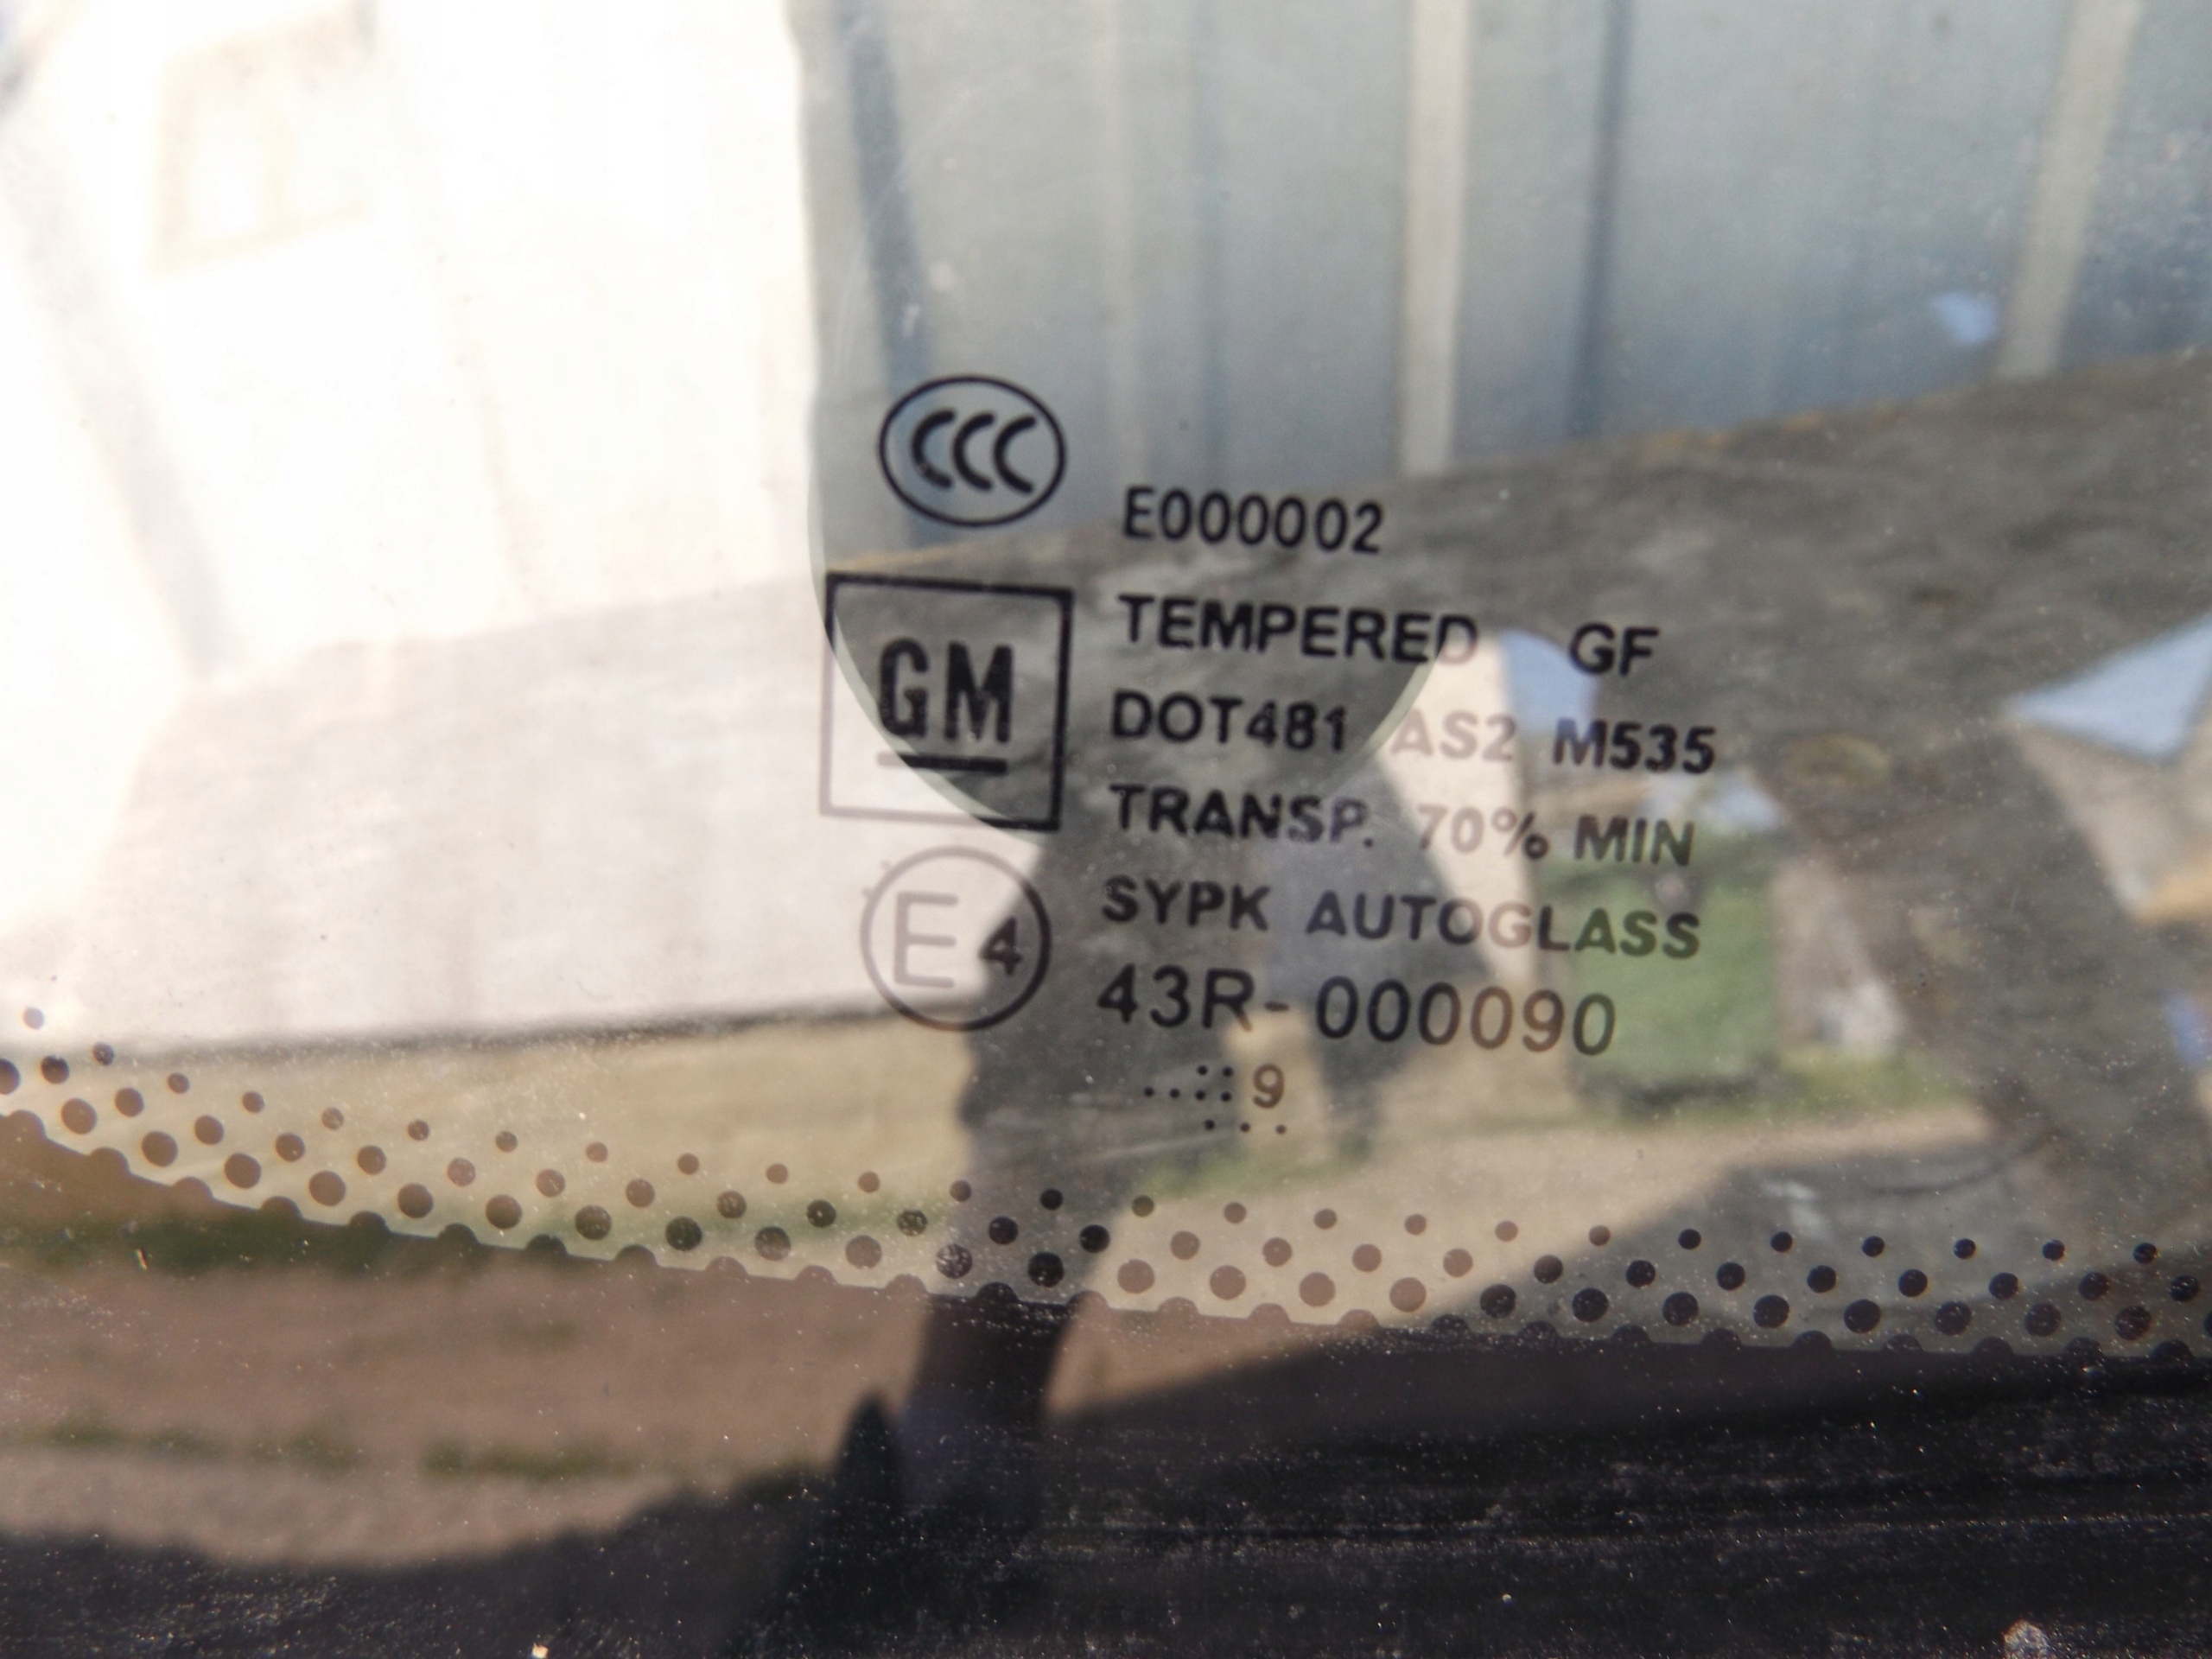 CCC
E000002
GM
TEMPERED GF
DOT481 AS2 M535
TRANSP. 70% MIN
SYPK AUTOGLASS
E4
43R-000090
9